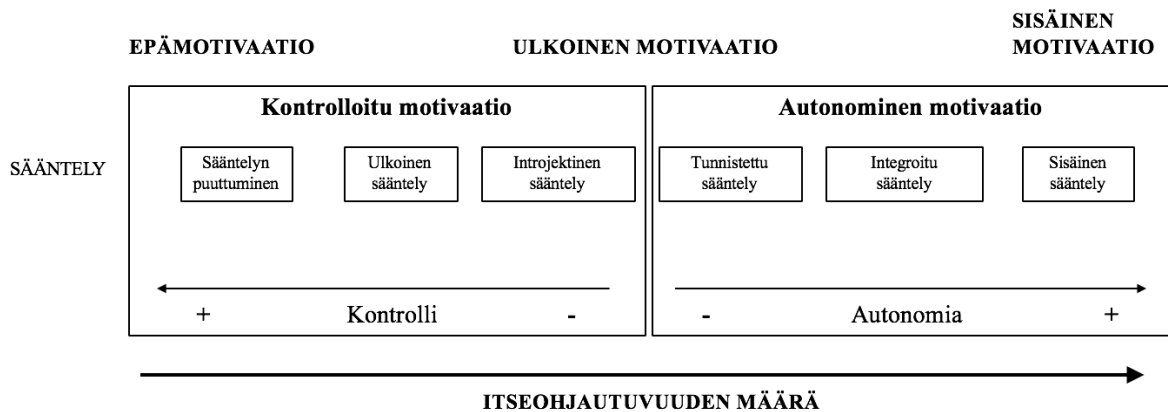 EPÄMOTIVAATIO
ULKOINEN MOTIVAATIO
SISÄINEN
MOTIVAATIO
Kontrolloitu motivaatio
Autonominen motivaatio
SÄÄNTELY
Sääntelyn
puuttuminen
Ulkoinen
sääntely
Introjektinen
sääntely
Tunnistettu
sääntely
Integroitu
sääntely
Sisäinen
sääntely
+ Kontrolli -
- Autonomia +
ITSEOHJAUTUVUUDEN MÄÄRÄ